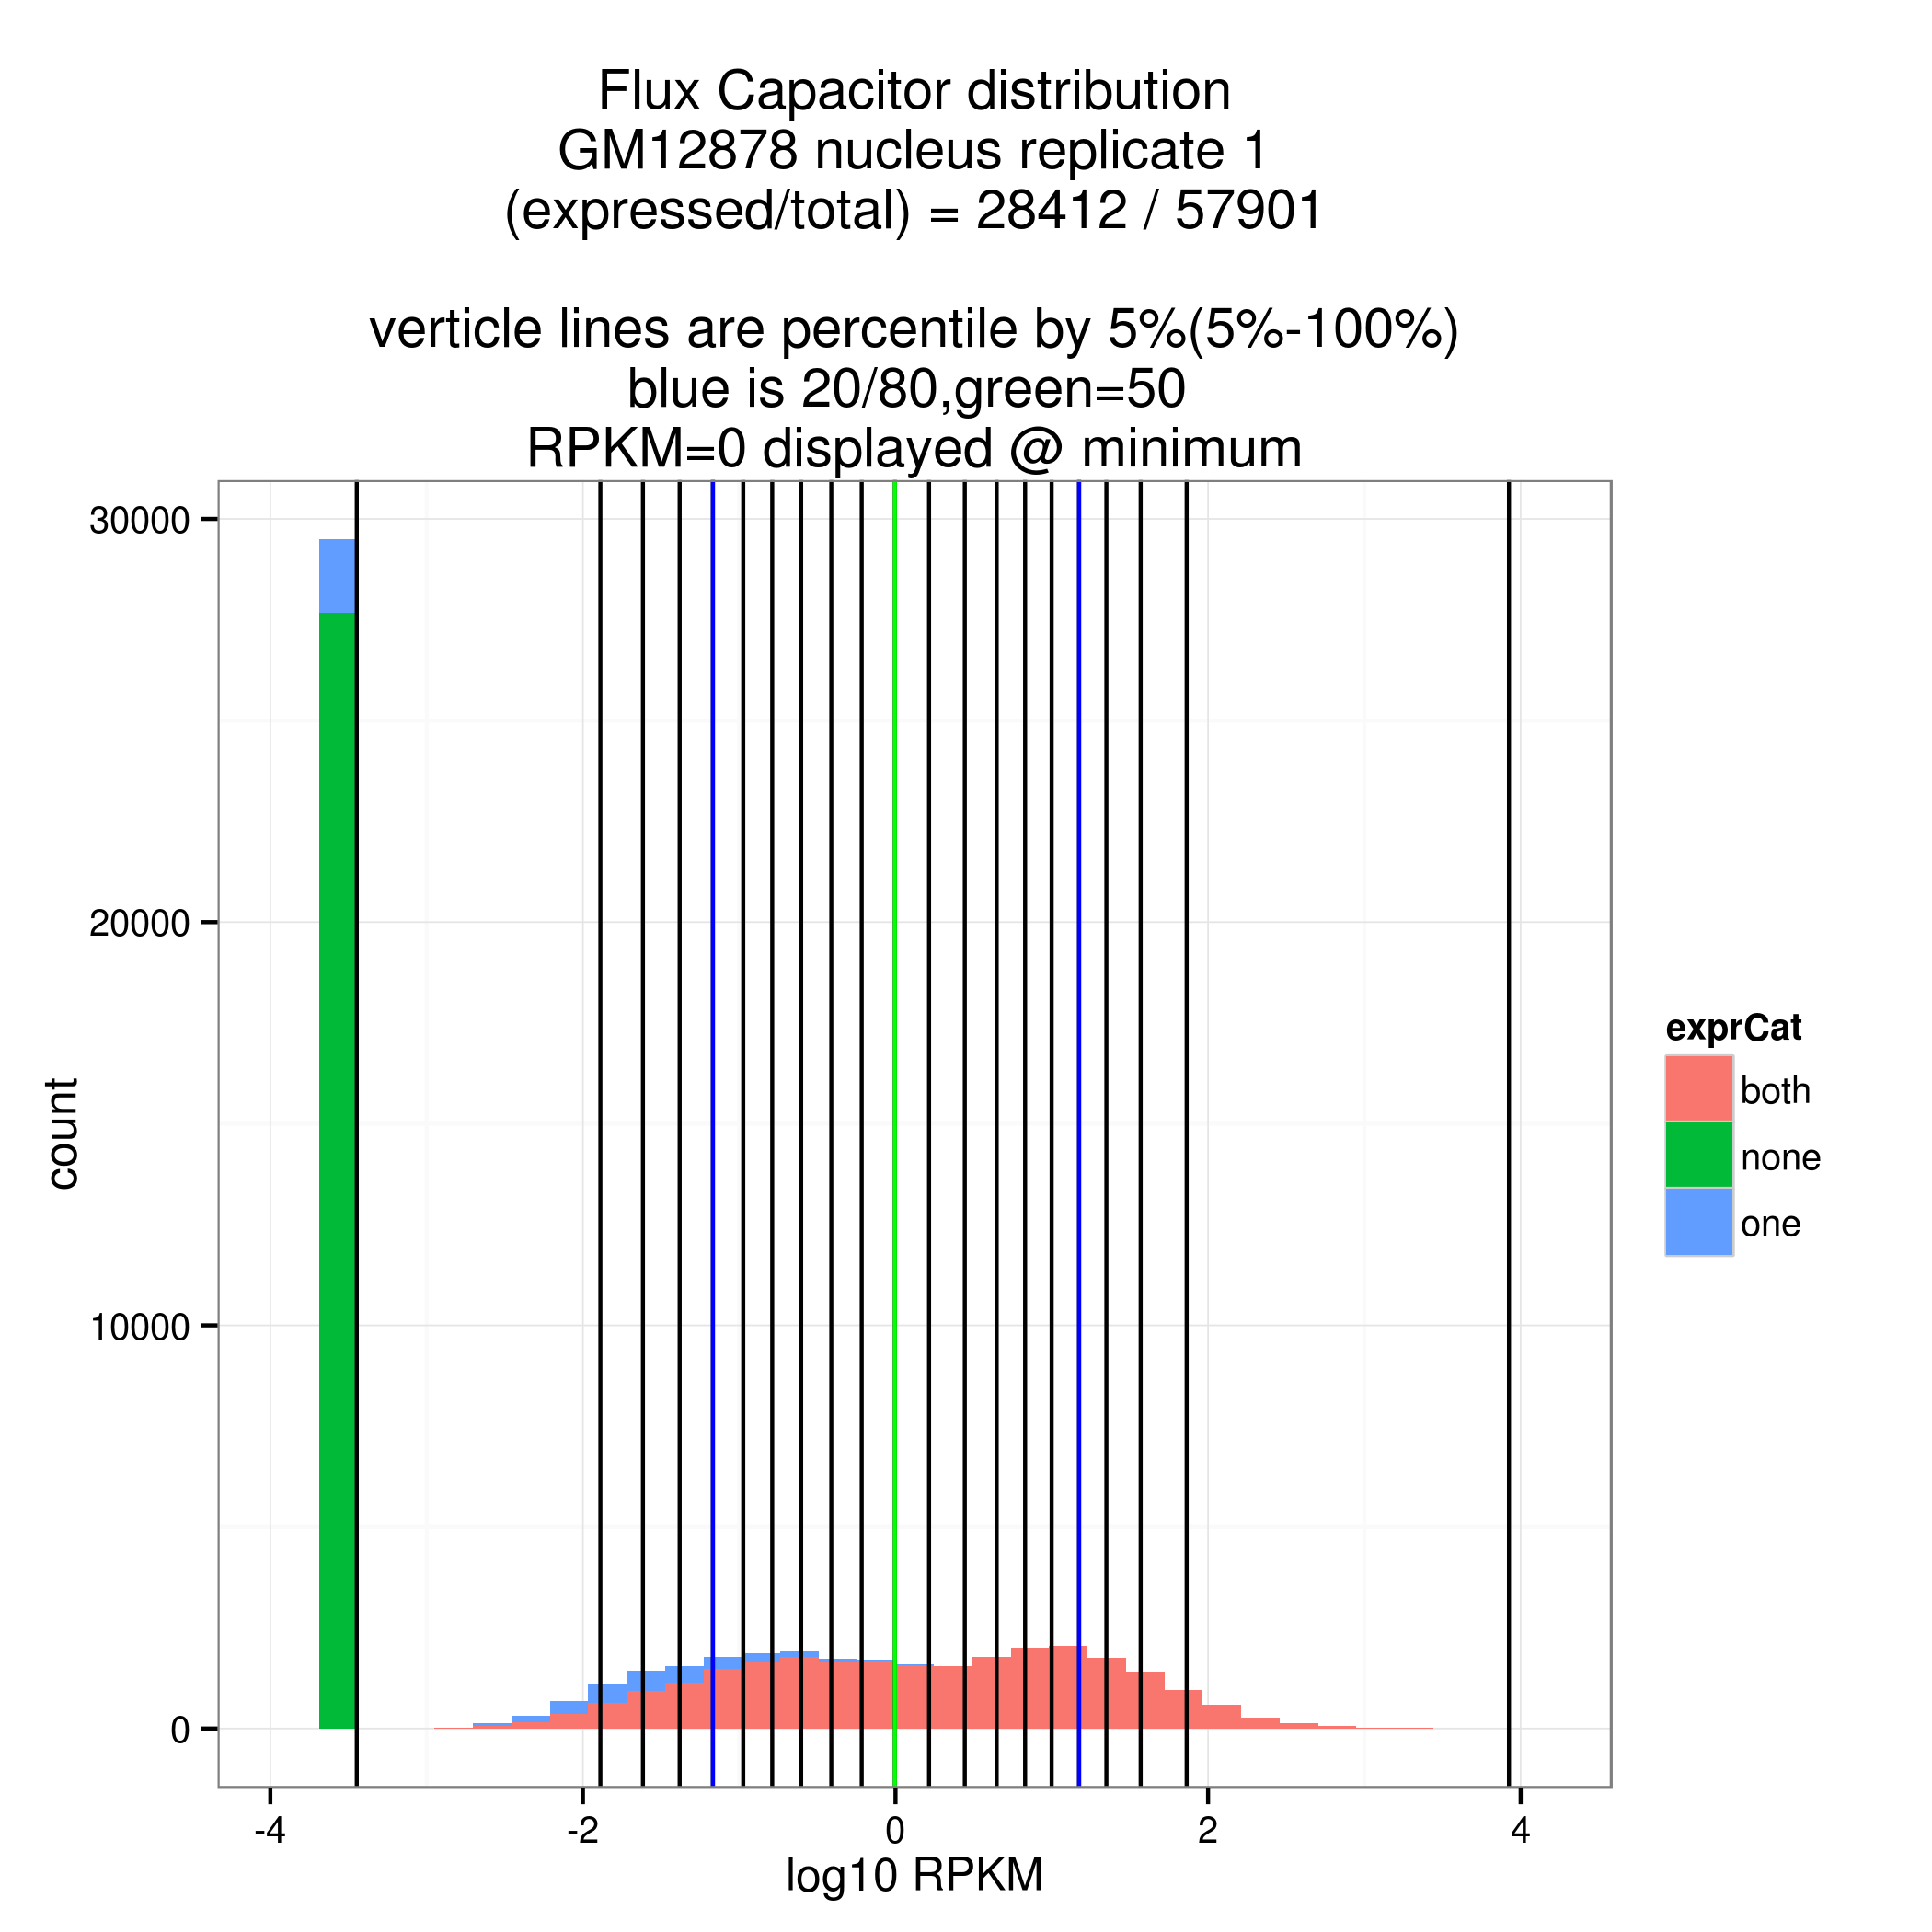 Flux Capacitor distribution
GM12878 nucleus replicate 1
(expressed/total) = 28412 / 57901
verticle lines are percentile by 5%(5%-100%)
blue is 20/80,green=50
RPKM=0 displayed @ minimum
30000
20000
10000
0
count
-4
-2
0
2
4
log10 RPKM
exprCat
both
none
one